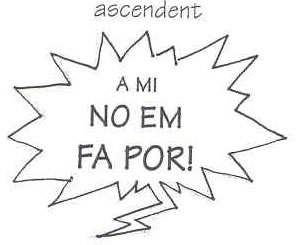 ascendent
A MI
NO EM
FA POR!